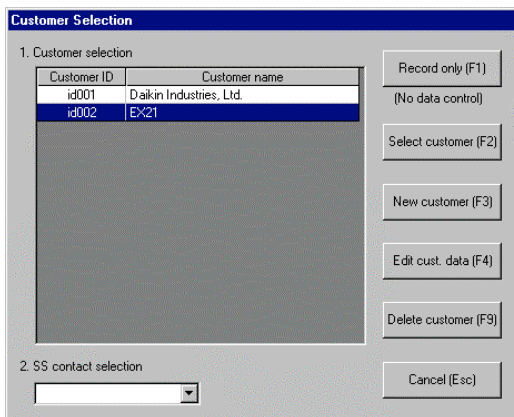 Customer Selection
1. Customer selection
Customer ID Customer name
id001 Daikin Industries, Ltd.
id002 EX21
Record only (F1)
(No data control)
Select customer (F2)
New customer (F3)
Edit cust. data (F4)
Delete customer (F9)
2. SS contact selection
Cancel (Esc)